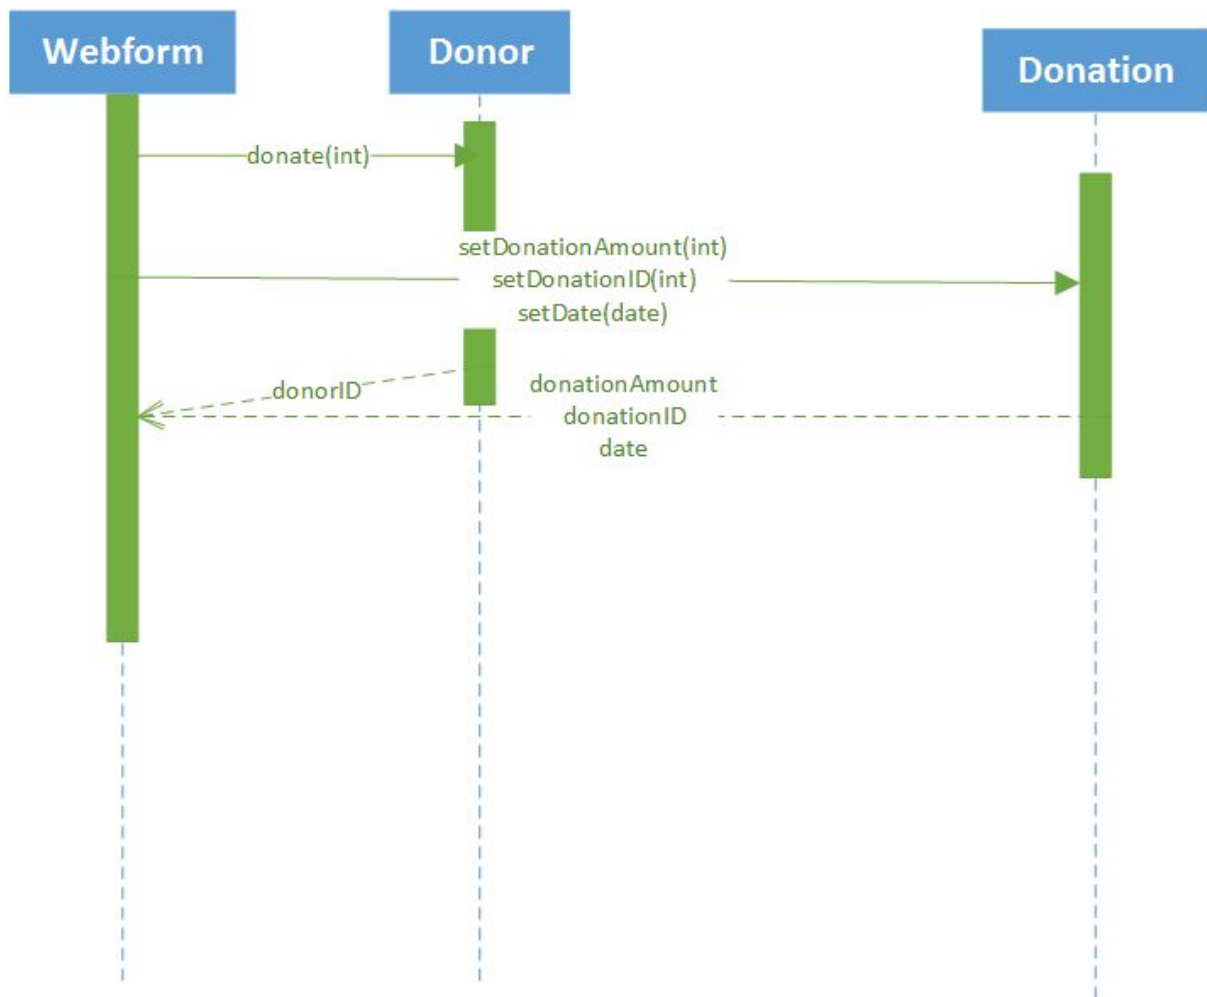 Webform
Donor
Donation
donate(int)
setDonationAmount(int)
setDonationID(int)
setDate(date)
donorID
donationAmount
donationID
date